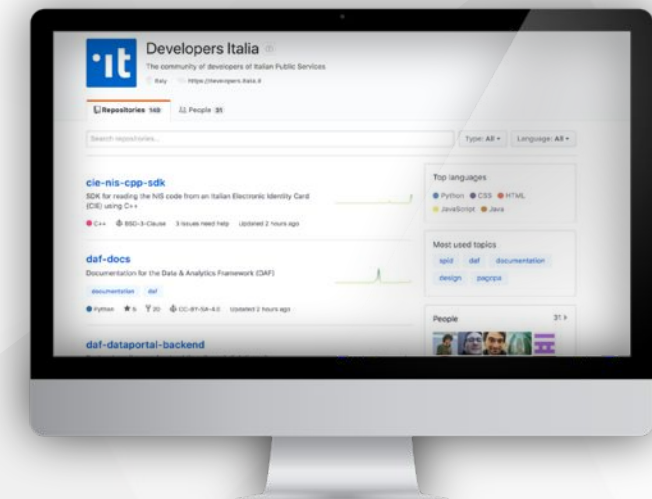 .it
Developers Italia
The community of developers of Italian Public Services
Italy https://developers.italia.it
Repositories 149 People 31
Search repositories...
Type: All Language: All
cie-nis-cpp-sdk
SDK for reading the NIS code from an Italian Electronic Identity Card
(CIE) using C++
C++ BSD-3-Clause 3 issues need help Updated 2 hours ago
daf-docs
Documentation for the Data & Analytics Framework (DAF)
documentation daf
Python 6 20 CC-BY-SA-4.0 Updated 2 hours ago
daf-dataportal-backend
Top languages
Python CSS HTML
JavaScript Java
Most used topics
spid daf documentation
design pagopa
People 31